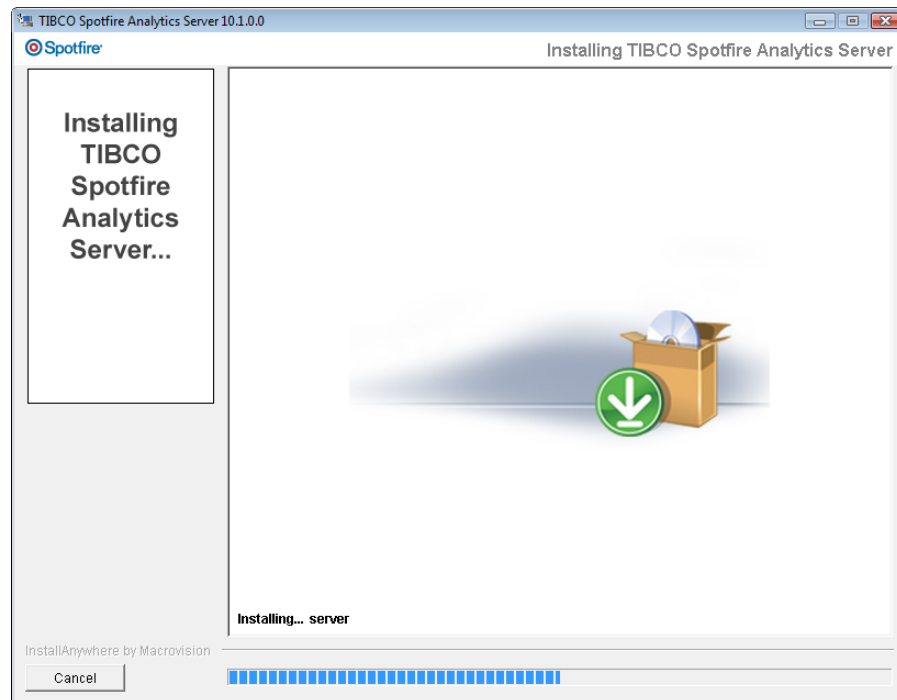 TIBCO Spotfire Analytics Server 10.1.0.0
Spotfire
Installing TIBCO Spotfire Analytics Server
Installing
TIBCO
Spotfire
Analytics
Server...
Installing... server
InstallAnywhere by Macrovision
Cancel